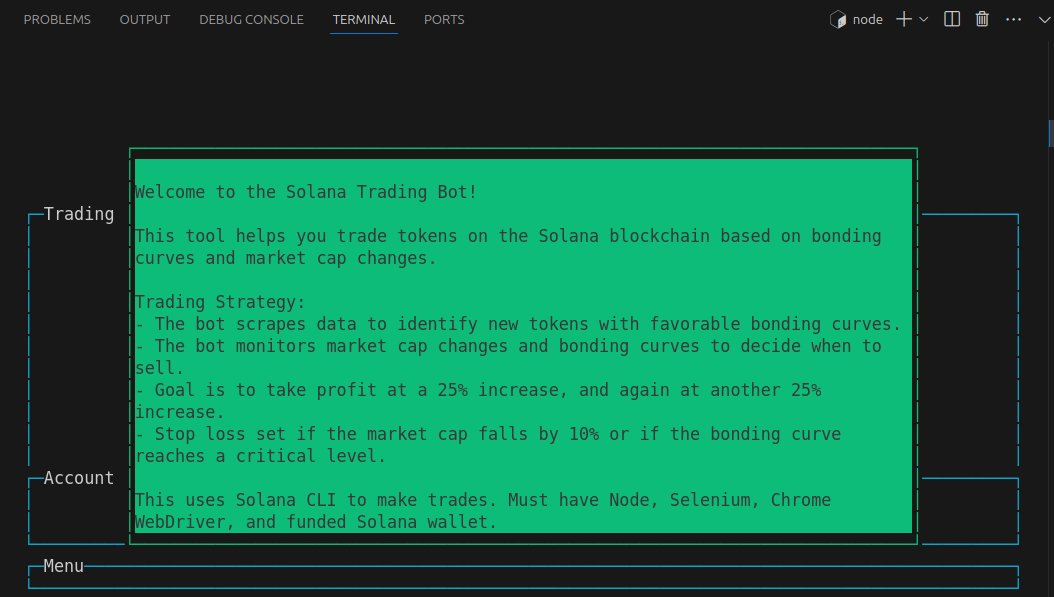 PROBLEMS OUTPUT DEBUG CONSOLE TERMINAL PORTS node
Welcome to the Solana Trading Bot!
Trading
This tool helps you trade tokens on the Solana blockchain based on bonding
curves and market cap changes.
Trading Strategy:
- The bot scrapes data to identify new tokens with favorable bonding curves.
- The bot monitors market cap changes and bonding curves to decide when to
sell.
- Goal is to take profit at a 25% increase, and again at another 25%
increase.
- Stop loss set if the market cap falls by 10% or if the bonding curve
reaches a critical level.
Account
This uses Solana CLI to make trades. Must have Node, Selenium, Chrome
WebDriver, and funded Solana wallet.
Menu